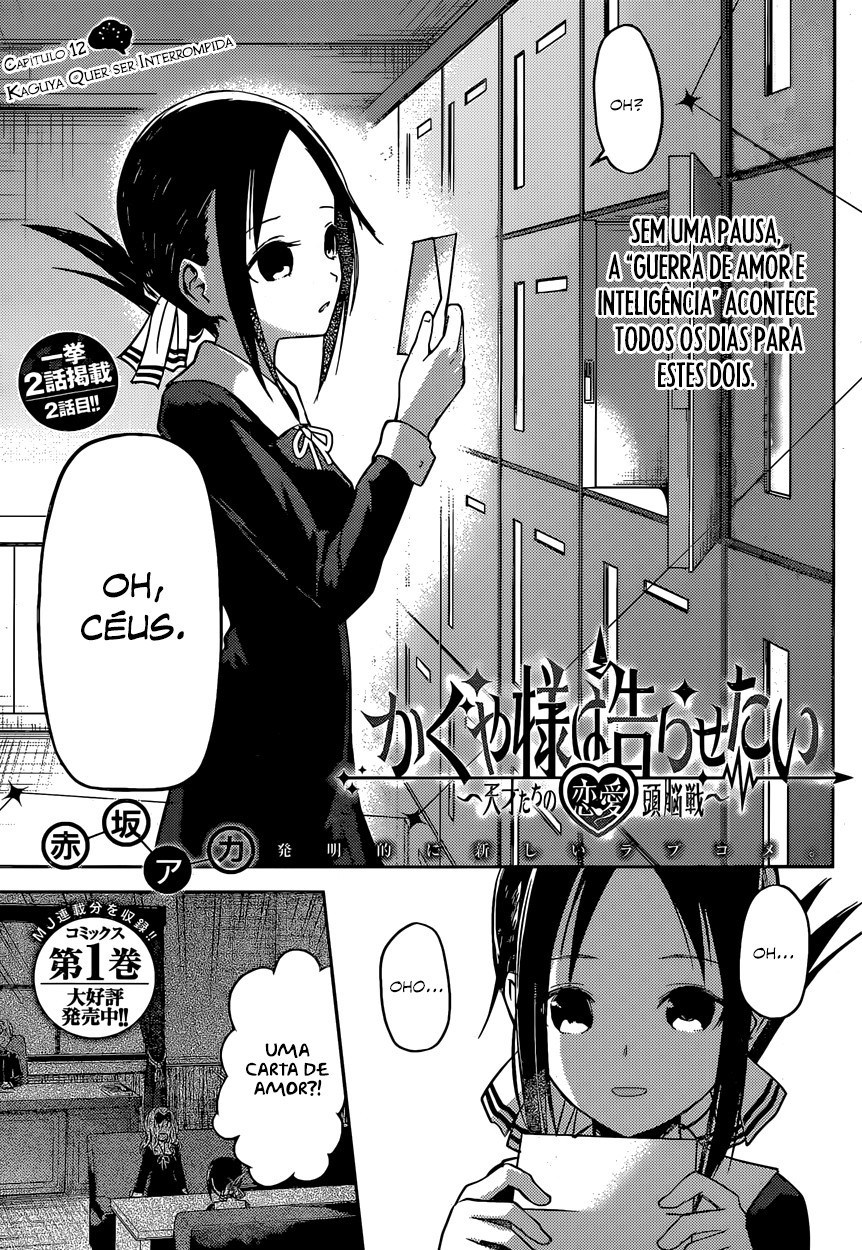 CAPITULO 12
KAGUYA QUER SER INTERROMPIDA
OH?
SEM UMA PAUSA,
A "GUERRA DE AMOR E
INTELIGÊNCIA" ACONTECE
TODOS OS DIAS PARA
ESTES DOIS.
一挙
2話掲載
2話目!!
OH,
CÉUS.
かぐや様は告らせたい
～天才たちの恋愛頭脳戦～
赤坂アカ
発明的に新しいラブコメ。
MJ連載分を収録!!
コミックス
第1巻
大好評
発売中!!
UMA
CARTA DE
AMOR?!
OH...
OHO...